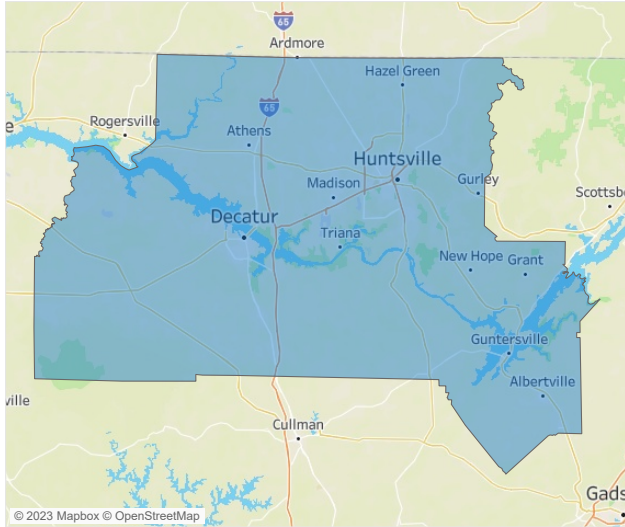 65
Ardmore
Hazel Green
65
Rogersville
e
Athens
Huntsville
Madison
Gurley
Scottsbo
Decatur
Triana
New Hope
Grant
Guntersville
Albertville
ville
Cullman
Gads
© 2023 Mapbox © OpenStreetMap